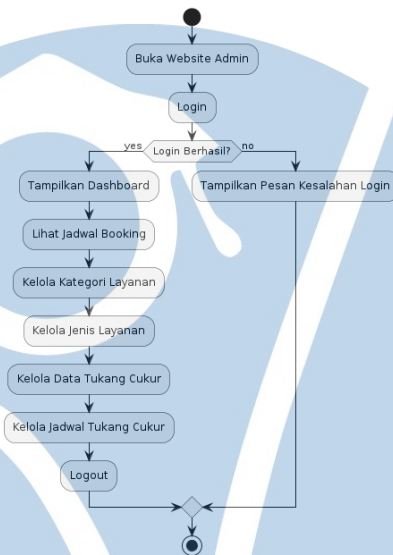 Buka Website Admin
Login
Login Berhasil?
yes
no
Tampilkan Dashboard
Tampilkan Pesan Kesalahan Login
Lihat Jadwal Booking
Kelola Kategori Layanan
Kelola Jenis Layanan
Kelola Data Tukang Cukur
Kelola Jadwal Tukang Cukur
Logout